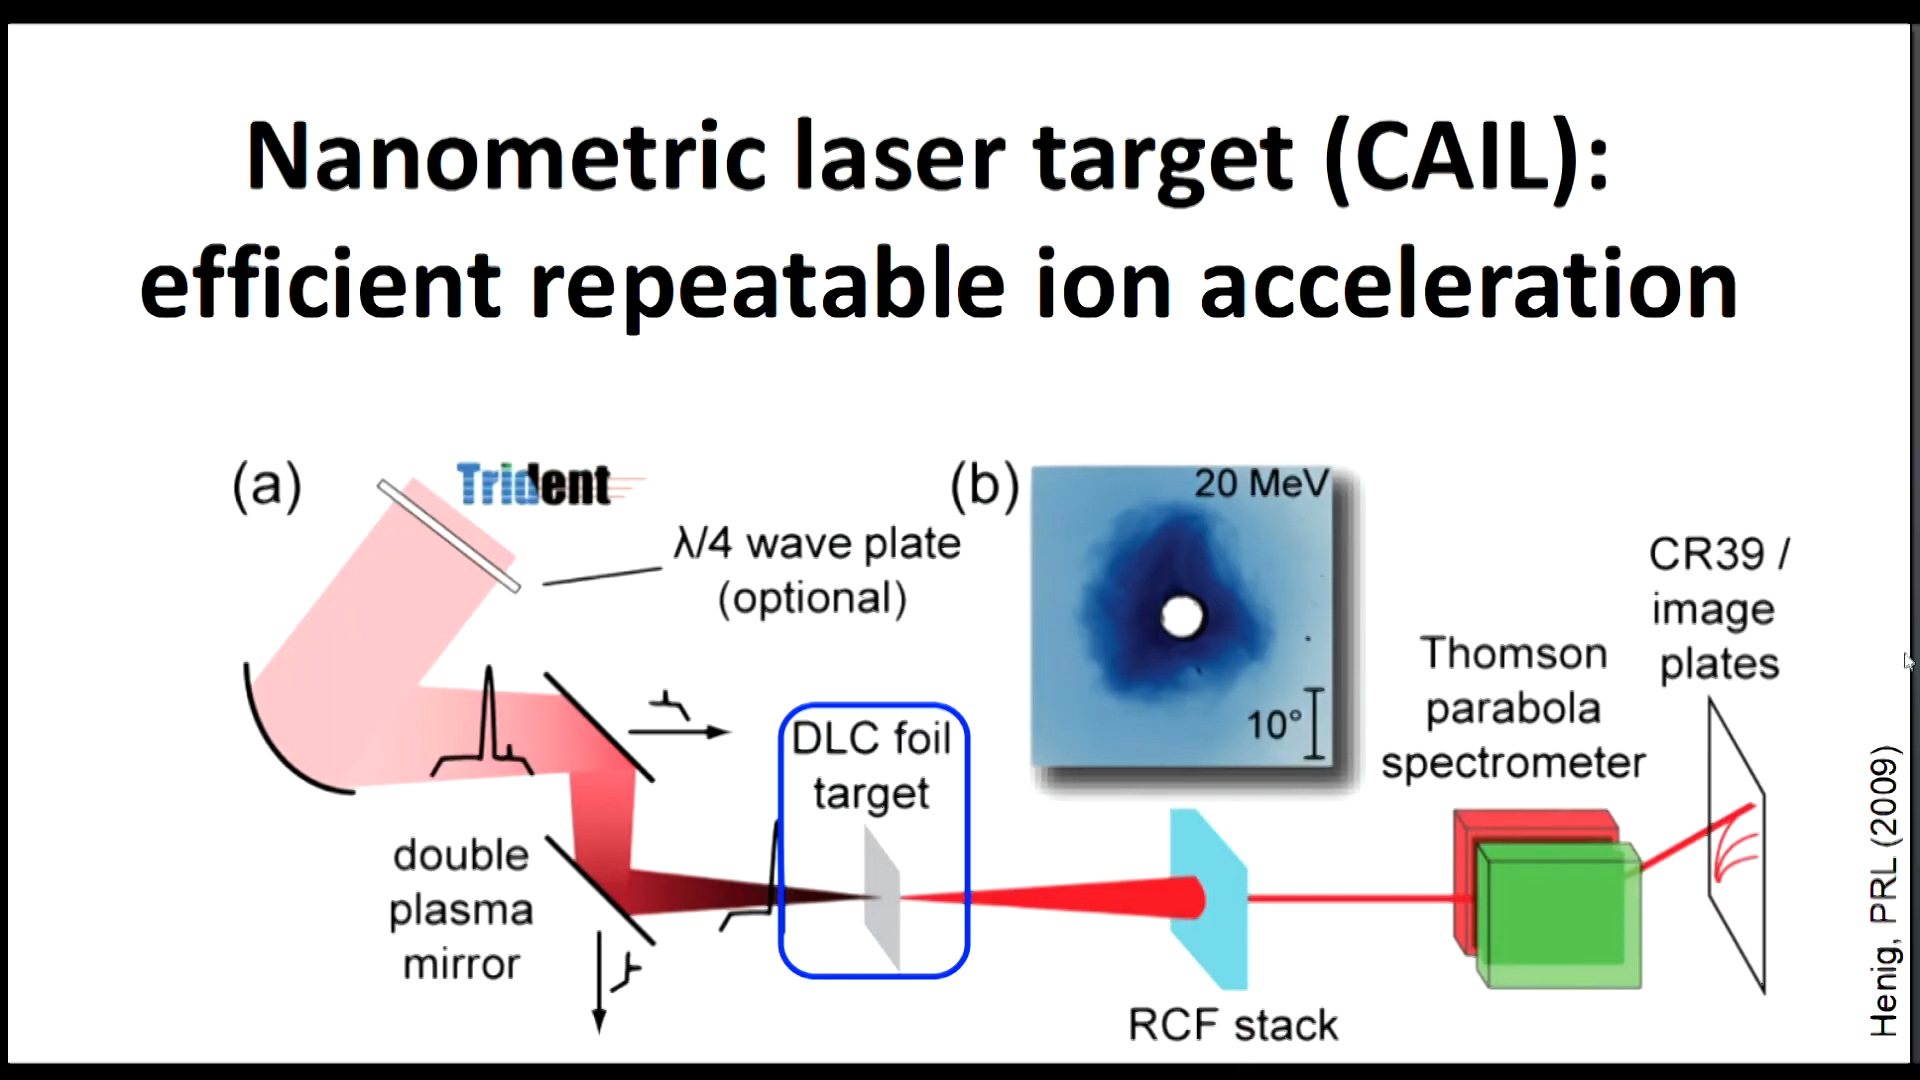 Nanometric laser target (CAIL):
efficient repeatable ion acceleration
(a)
Trident
λ/4 wave plate
(optional)
(b)
20 MeV
10°
CR39 /
image
plates
Thomson
parabola
spectrometer
DLC foil
target
double
plasma
mirror
RCF stack
Henig, PRL (2009)